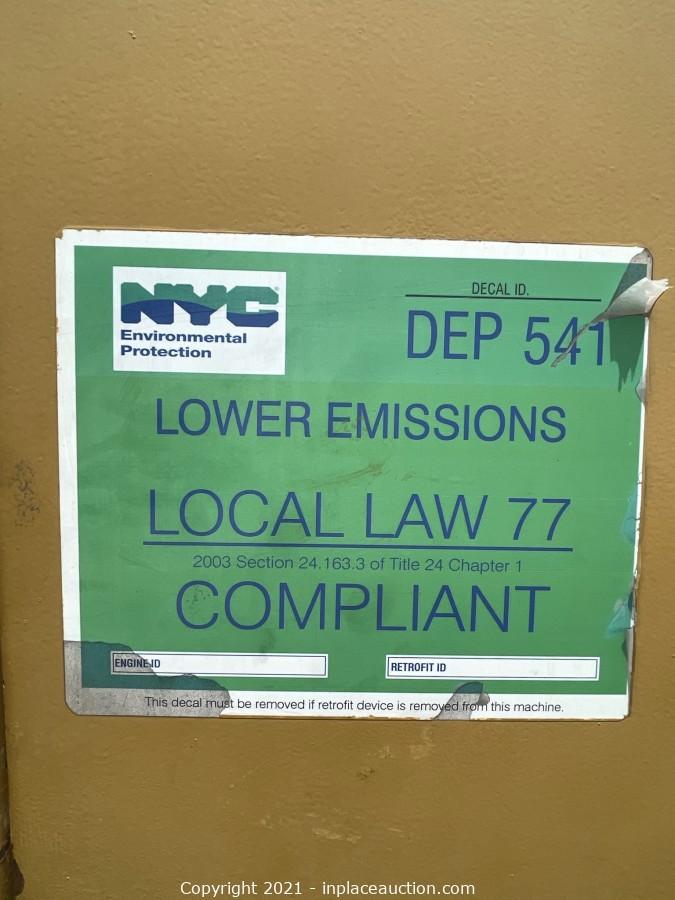 NYC
Environmental
Protection
DECAL ID.
DEP 541
LOWER EMISSIONS
LOCAL LAW 77
2003 Section 24.163.3 of Title 24 Chapter 1
COMPLIANT
ENGINE ID
RETROFIT ID
This decal must be removed if retrofit device is removed from this machine.
Copyright 2021 - inplaceauction.com